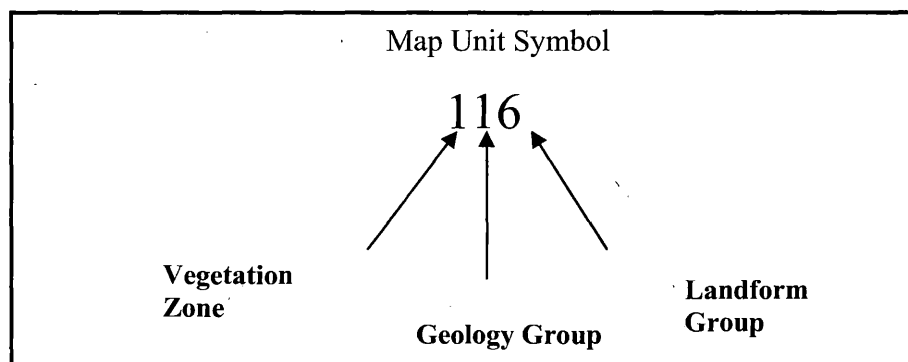 Map Unit Symbol
116
Vegetation
Zone
Geology Group
Landform
Group